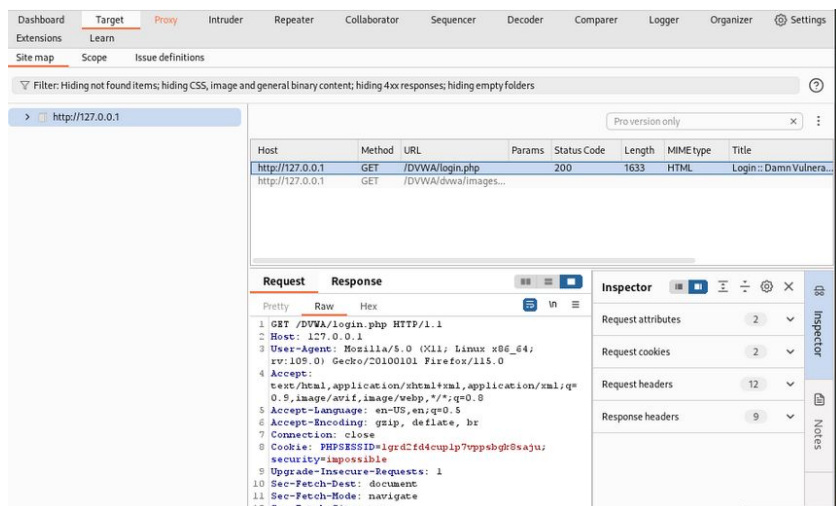 Dashboard Target Proxy Intruder Repeater Collaborator Sequencer Decoder Comparer Logger Organizer Settings
Extensions Learn
Site map Scope Issue definitions
Filter: Hiding not found items; hiding CSS, image and general binary content; hiding 4xx responses; hiding empty folders
http://127.0.0.1
Pro version only
Host Method URL Params Status Code Length MIME type Title
http://127.0.0.1 GET /DVWA/login.php 200 1633 HTML Login :: Damn Vulnera...
http://127.0.0.1 GET /DVWA/dvwa/images...
Request Response
Pretty Raw Hex \n
1 GET /DVWA/login.php HTTP/1.1
2 Host: 127.0.0.1
3 User-Agent: Mozilla/5.0 (X11; Linux x86_64;
rv:109.0) Gecko/20100101 Firefox/115.0
4 Accept:
text/html,application/xhtml+xml,application/xml;q=
0.9,image/avif,image/webp,*/*;q=0.8
5 Accept-Language: en-US,en;q=0.5
6 Accept-Encoding: gzip, deflate, br
7 Connection: close
8 Cookie: PHPSESSID=lgrd2fd4cuplp7vppsbgk8saju;
security=impossible
9 Upgrade-Insecure-Requests: 1
10 Sec-Fetch-Dest: document
11 Sec-Fetch-Mode: navigate
Inspector
Request attributes 2
Request cookies 2
Request headers 12
Response headers 9
Inspector
Notes